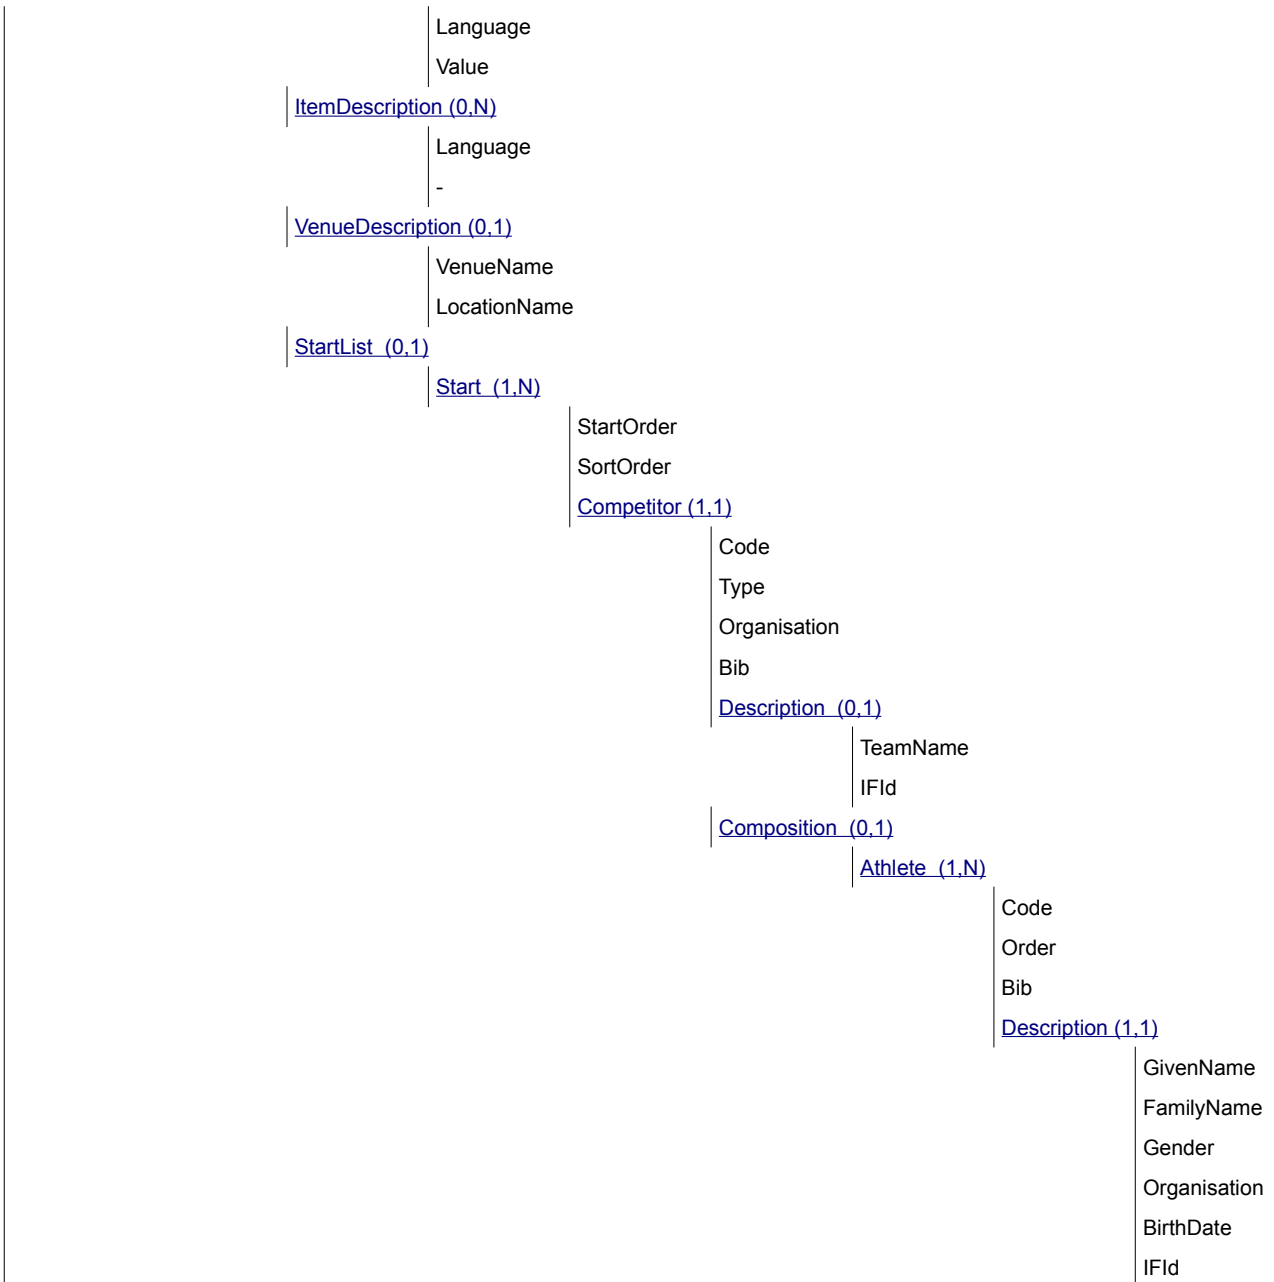 Language
Value
ItemDescription (0,N)
Language
-
VenueDescription (0,1)
VenueName
LocationName
StartList  (0,1)
Start  (1,N)
StartOrder
SortOrder
Competitor (1,1)
Code
Type
Organisation
Bib
Description  (0,1)
TeamName
IFId
Composition  (0,1)
Athlete  (1,N)
Code
Order
Bib
Description (1,1)
GivenName
FamilyName
Gender
Organisation
BirthDate
IFId